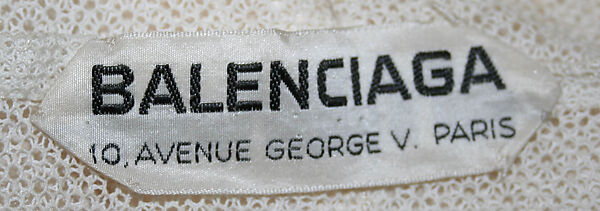 BALENCIAGA
10, AVENUE GEORGE V. PARIS